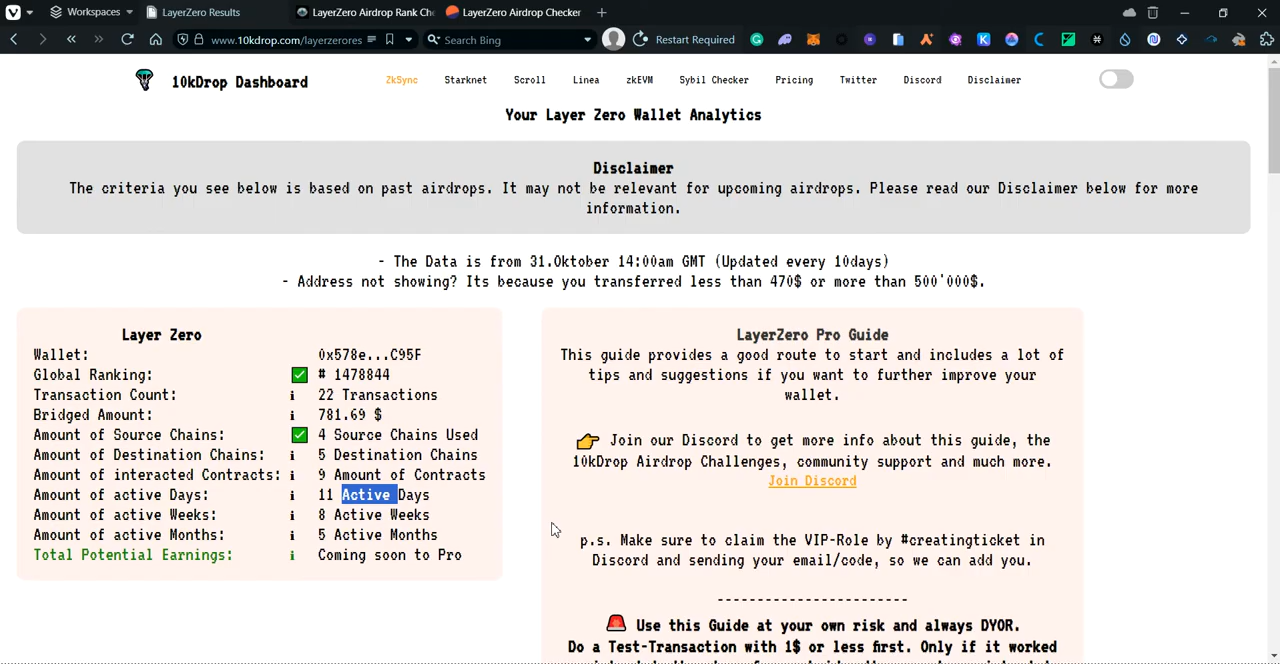 Workspaces
LayerZero Results
LayerZero Airdrop Rank Ch
LayerZero Airdrop Checker
www.10kdrop.com/layerzerores
Search Bing
Restart Required
10kDrop Dashboard
ZkSync
Starknet
Scroll
Linea
zkEVM
Sybil Checker
Pricing
Twitter
Discord
Disclaimer
Your Layer Zero Wallet Analytics
Disclaimer
The criteria you see below is based on past airdrops. It may not be relevant for upcoming airdrops. Please read our Disclaimer below for more
information.
- The Data is from 31.Oktober 14:00am GMT (Updated every 10days)
- Address not showing? Its because you transferred less than 470$ or more than 500'000$.
Layer Zero
Wallet: 0x578e...C95F
Global Ranking: ✅ # 1478844
Transaction Count: ℹ 22 Transactions
Bridged Amount: ℹ 781.69 $
Amount of Source Chains: ✅ 4 Source Chains Used
Amount of Destination Chains: ℹ 5 Destination Chains
Amount of interacted Contracts: ℹ 9 Amount of Contracts
Amount of active Days: ℹ 11 Active Days
Amount of active Weeks: ℹ 8 Active Weeks
Amount of active Months: ℹ 5 Active Months
Total Potential Earnings: ℹ Coming soon to Pro
LayerZero Pro Guide
This guide provides a good route to start and includes a lot of
tips and suggestions if you want to further improve your
wallet.
👉 Join our Discord to get more info about this guide, the
10kDrop Airdrop Challenges, community support and much more.
Join Discord
p.s. Make sure to claim the VIP-Role by #creatingticket in
Discord and sending your email/code, so we can add you.
------------------------
🚨 Use this Guide at your own risk and always DYOR.
Do a Test-Transaction with 1$ or less first. Only if it worked